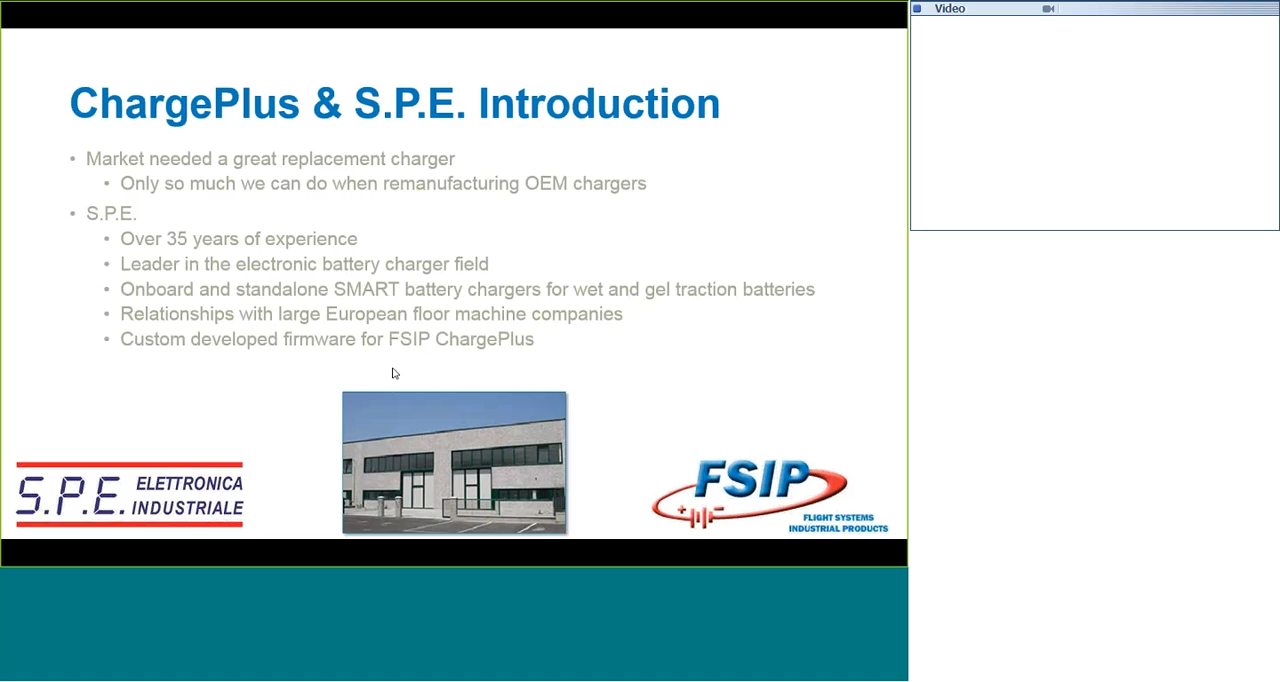 Video
ChargePlus & S.P.E. Introduction
• Market needed a great replacement charger
• Only so much we can do when remanufacturing OEM chargers
• S.P.E.
• Over 35 years of experience
• Leader in the electronic battery charger field
• Onboard and standalone SMART battery chargers for wet and gel traction batteries
• Relationships with large European floor machine companies
• Custom developed firmware for FSIP ChargePlus
S.P.E. ELETTRONICA
INDUSTRIALE
FSIP
FLIGHT SYSTEMS
INDUSTRIAL PRODUCTS